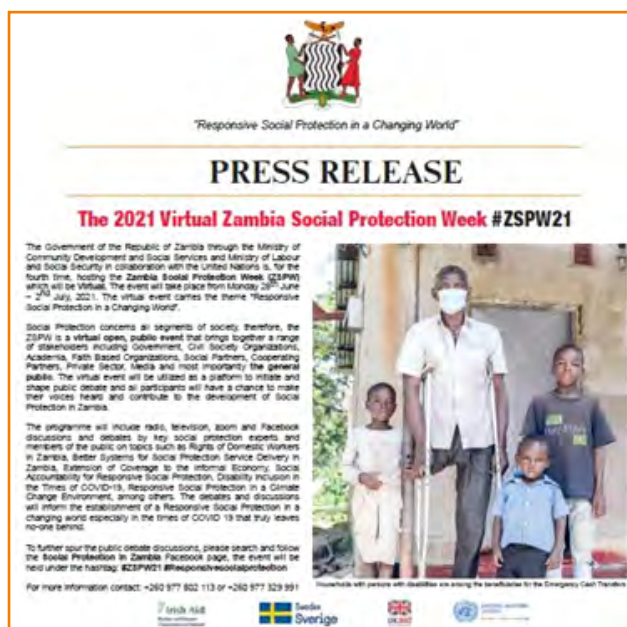 "Responsive Social Protection in a Changing World"
PRESS RELEASE
The 2021 Virtual Zambia Social Protection Week #ZSPW21
The Government of the Republic of Zambia through the Ministry of
Community Development and Social Services and Ministry of Labour
and Social Security in collaboration with the United Nations is, for the
fourth time, hosting the Zambia Social Protection Week (ZSPW)
which will be Virtual. The event will take place from Monday 28th June
– 2nd July, 2021. The virtual event carries the theme "Responsive
Social Protection in a Changing World".
Social Protection concerns all segments of society, therefore, the
ZSPW is a virtual open, public event that brings together a range
of stakeholders including Government, Civil Society Organizations,
Academia, Faith Based Organizations, Social Partners, Cooperating
Partners, Private Sector, Media and most importantly the general
public. The virtual event will be utilized as a platform to initiate and
shape public debate and all participants will have a chance to make
their voices heard and contribute to the development of Social
Protection in Zambia.
The programme will include radio, television, zoom and Facebook
discussions and debates by key social protection experts and
members of the public on topics such as Rights of Domestic Workers
in Zambia, Better Systems for Social Protection Service Delivery in
Zambia, Extension of Coverage to the Informal Economy, Social
Accountability for Responsive Social Protection, Disability Inclusion in
the Times of COVID-19, Responsive Social Protection in a Climate
Change Environment, among others. The debates and discussions
will inform the establishment of a Responsive Social Protection in a
changing world especially in the times of COVID 19 that truly leaves
no-one behind.
To further spur the public debate discussions, please search and follow
the Social Protection in Zambia Facebook page, the event will be
held under the hashtag: #ZSPW21 #Responsivesocialprotection
For more information contact: +260 977 802 113 or +260 977 329 991
Households with persons with disabilities are among the beneficiaries for the Emergency Cash Transfers
Irish Aid
Sweden
Sverige
UKaid